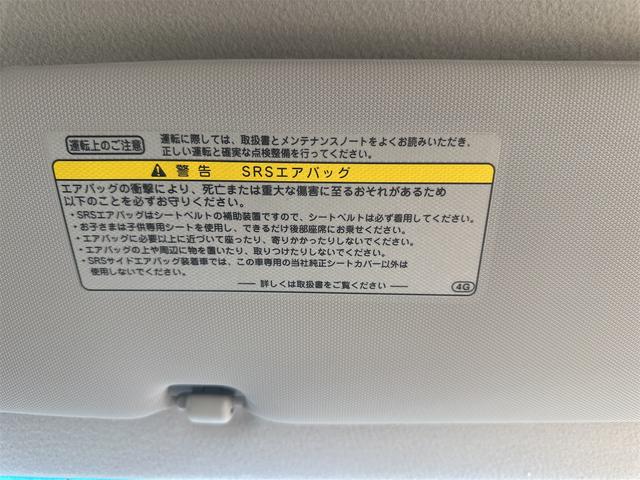 運転上のご注意
運転に際しては、取扱書とメンテナンスノートをよくお読みいただき、
正しい運転と確実な点検整備を行ってください。
警告 SRSエアバッグ
エアバッグの衝撃により、死亡または重大な傷害に至るおそれがあるため
以下のことを必ずお守りください。
・SRSエアバッグはシートベルトの補助装置ですので、シートベルトは必ず着用してください。
・お子さまは子供専用シートを使用し、できるだけ後部座席にお乗せください。
・エアバッグに必要以上に近づいて座ったり、寄りかかったりしないでください。
・エアバッグの上や周辺に物を置いたり、取りつけたりしないでください。
・SRSサイドエアバッグ装着車では、この車専用の当社純正シートカバー以外は
使用しないでください。
詳しくは取扱書をご覧ください
4G